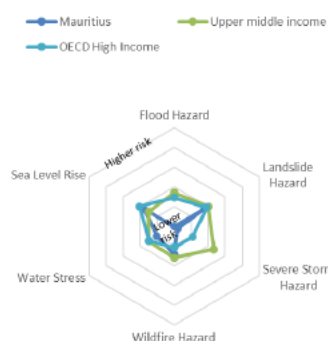 Mauritius
Upper middle income
OECD High Income
Flood Hazard
Higher risk
Landslide
Hazard
Sea Level Rise
Lower
risk
Water Stress
Severe Storm
Hazard
Wildfire Hazard